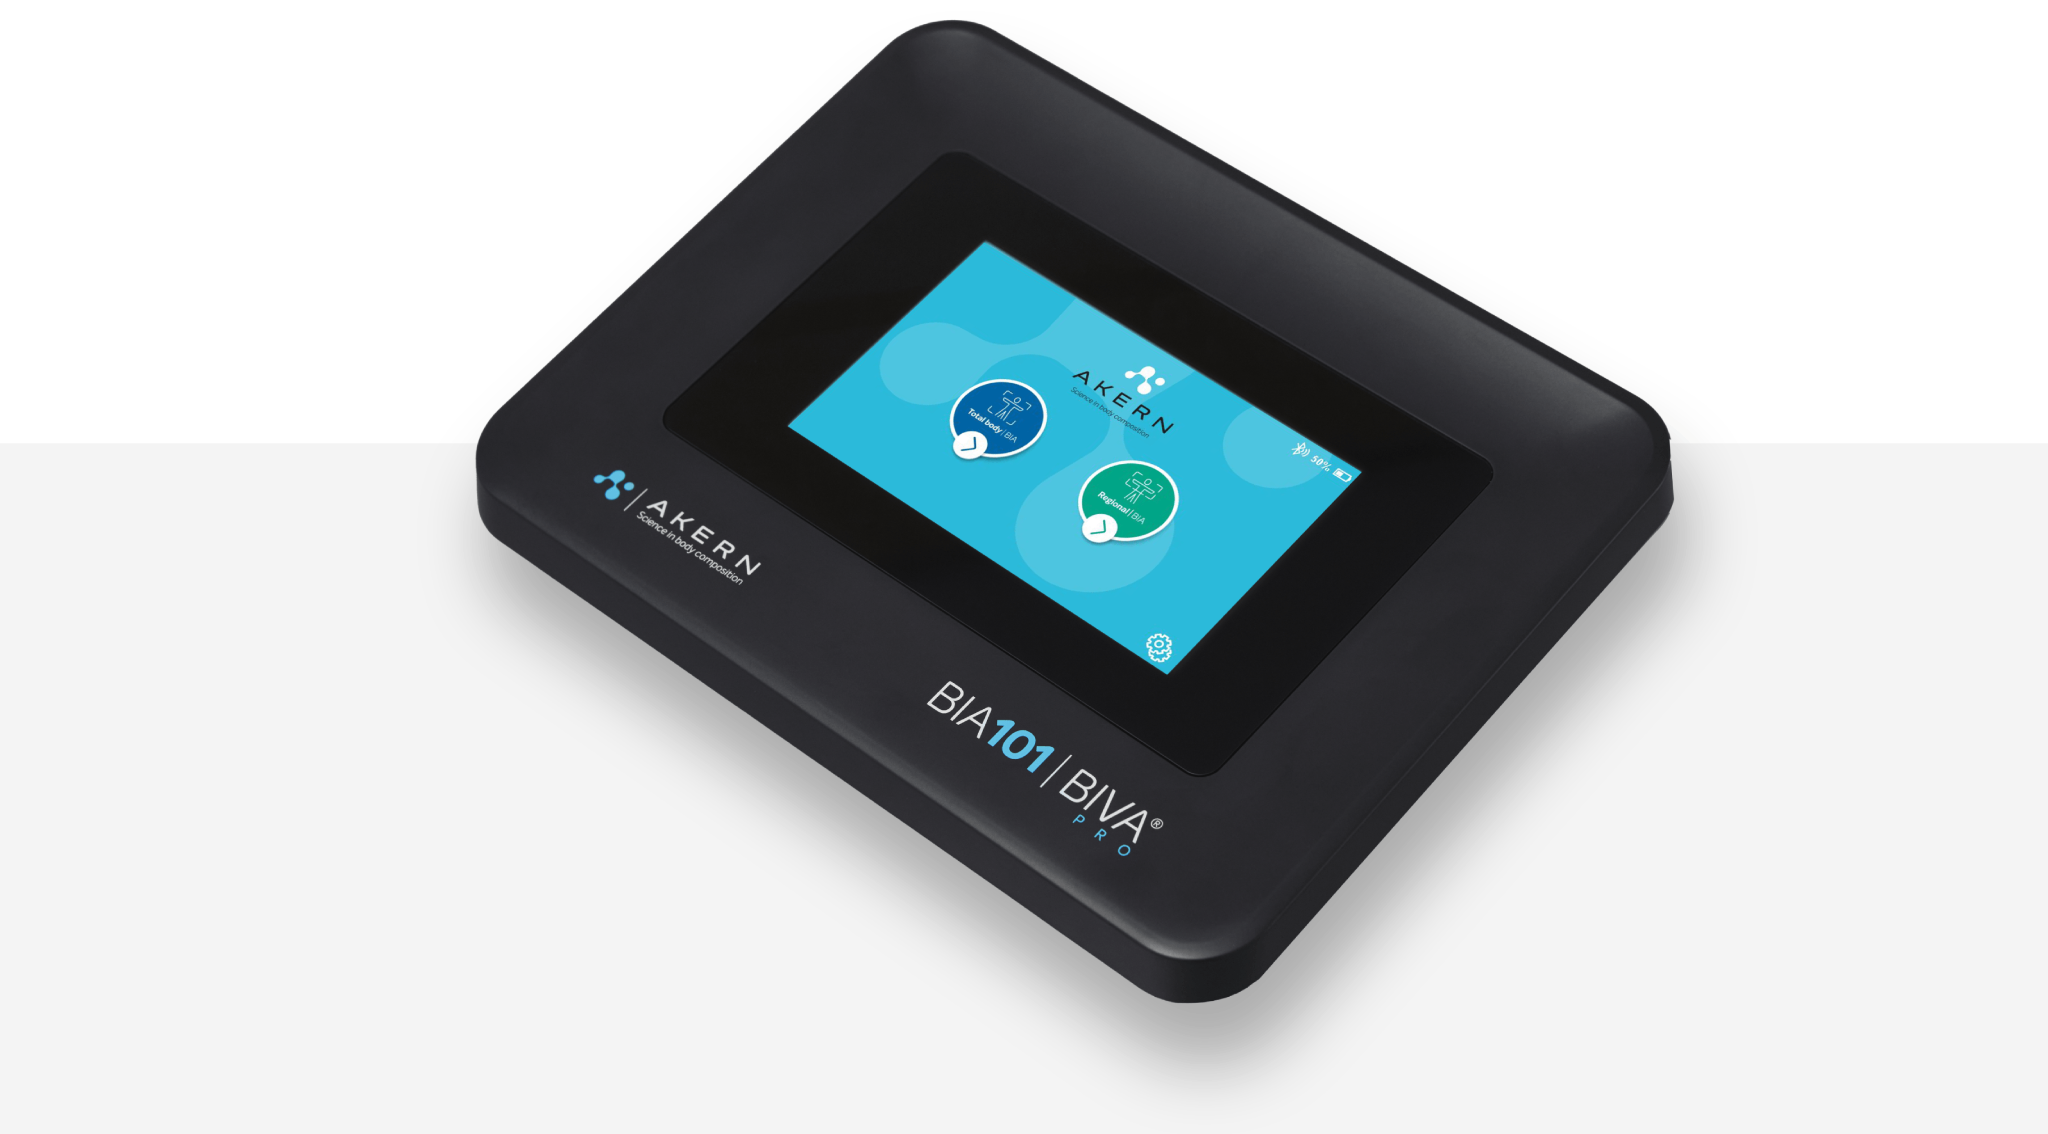 AKERN
Science in body composition
50%
Total body | BIA
Regional | BIA
AKERN
Science in body composition
BIA101 | BIVA®
PRO